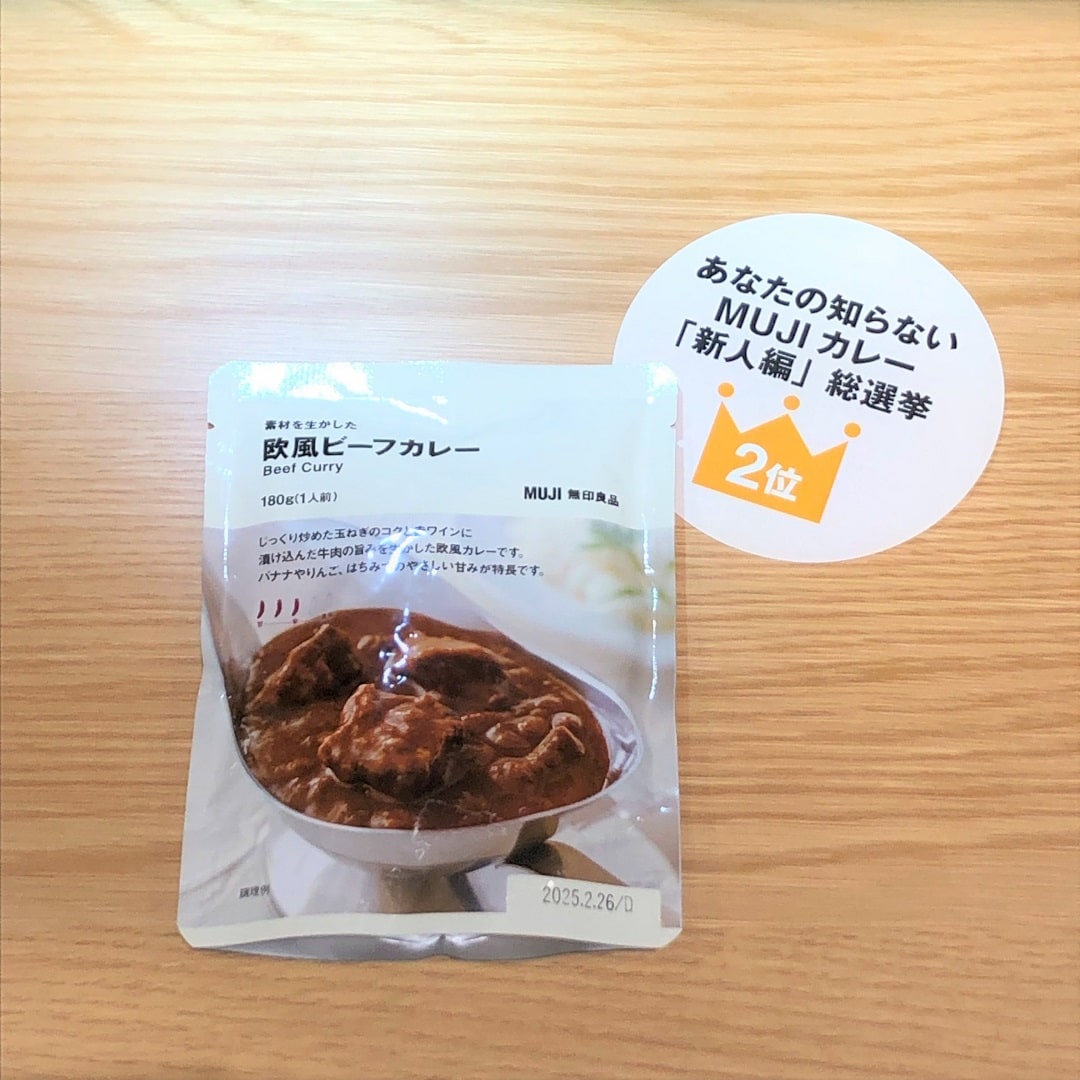 あなたの知らない
MUJI カレー
「新人編」総選挙
2位
素材を生かした
欧風ビーフカレー
Beef Curry
180g(1人前)
MUJI 無印良品
じっくり炒めた玉ねぎのコクと赤ワインに
漬け込んだ牛肉の旨みを生かした欧風カレーです。
バナナやりんご、はちみつのやさしい甘みが特長です。
調理例
2025.2.26/D